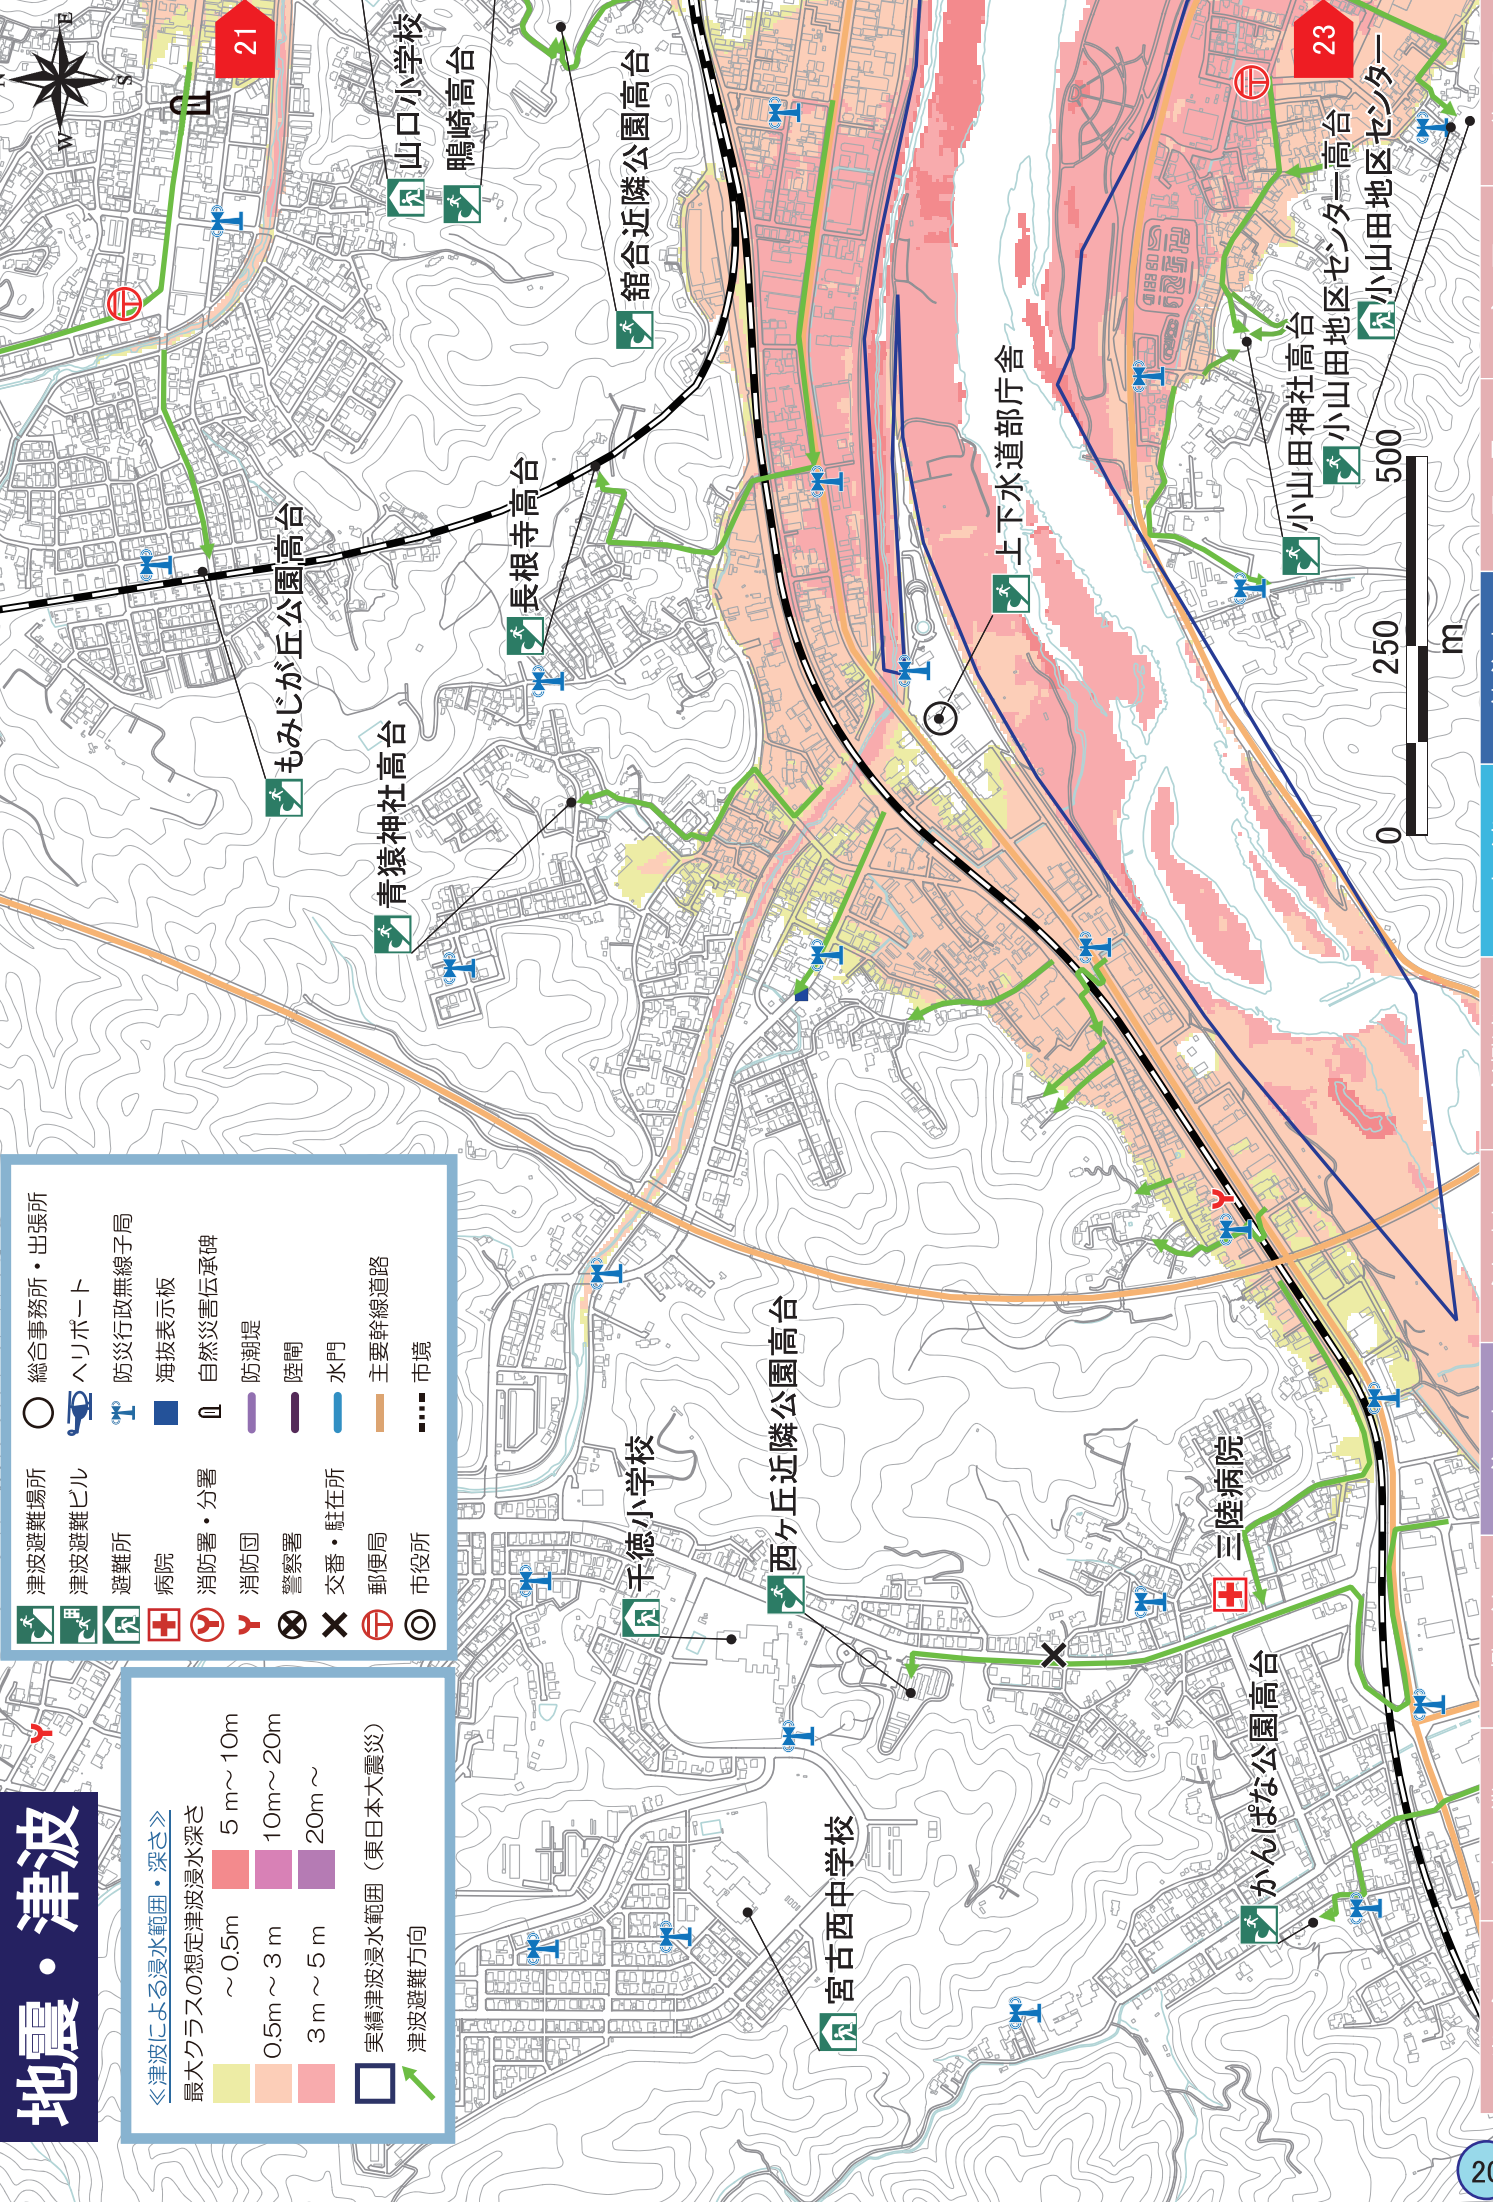 地震・津波
≪津波による浸水範囲・深さ≫
最大クラスの想定津波浸水深さ
～0.5m
0.5m～3m
3m～5m
5m～10m
10m～20m
20m～
実績津波浸水範囲（東日本大震災）
津波避難方向
津波避難場所
津波避難ビル
避難所
病院
消防署・分署
消防団
警察署
交番・駐在所
郵便局
市役所
総合事務所・出張所
ヘリポート
防災行政無線子局
海抜表示板
自然災害伝承碑
防潮堤
陸閘
水門
主要幹線道路
市境
W
E
S
21
23
山口小学校
鴨崎高台
舘合近隣公園高台
もみじが丘公園高台
長根寺高台
青猿神社高台
上下水道部庁舎
小山田地区センター
小山田地区センター高台
小山田神社高台
千徳小学校
西ヶ丘近隣公園高台
三陸病院
宮古西中学校
かんぱな公園高台
0
250
500
m
20